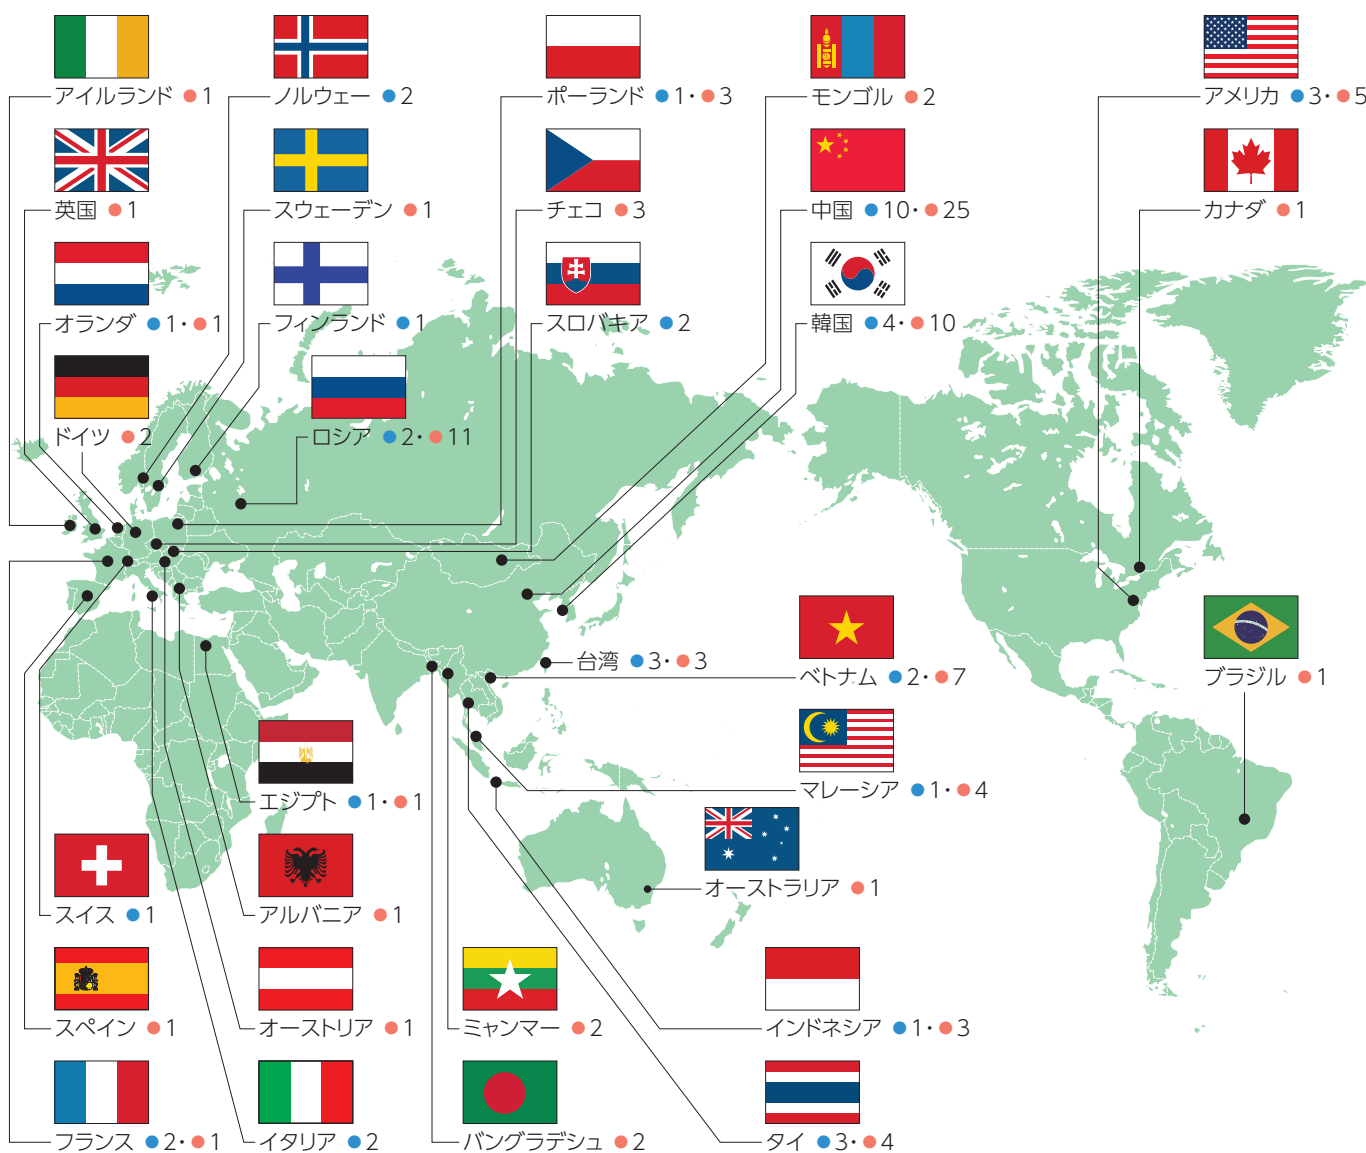 アイルランド ●1
ノルウェー ●2
ポーランド ●1・●3
モンゴル ●2
アメリカ ●3・●5
英国 ●1
スウェーデン ●1
チェコ ●3
中国 ●10・●25
カナダ ●1
オランダ ●1・●1
フィンランド ●1
スロバキア ●2
韓国 ●4・●10
ドイツ ●2
ロシア ●2・●11
台湾 ●3・●3
ベトナム ●2・●7
ブラジル ●1
エジプト ●1・●1
マレーシア ●1・●4
オーストラリア ●1
スイス ●1
アルバニア ●1
スペイン ●1
オーストリア ●1
ミャンマー ●2
インドネシア ●1・●3
フランス ●2・●1
イタリア ●2
バングラデシュ ●2
タイ ●3・●4